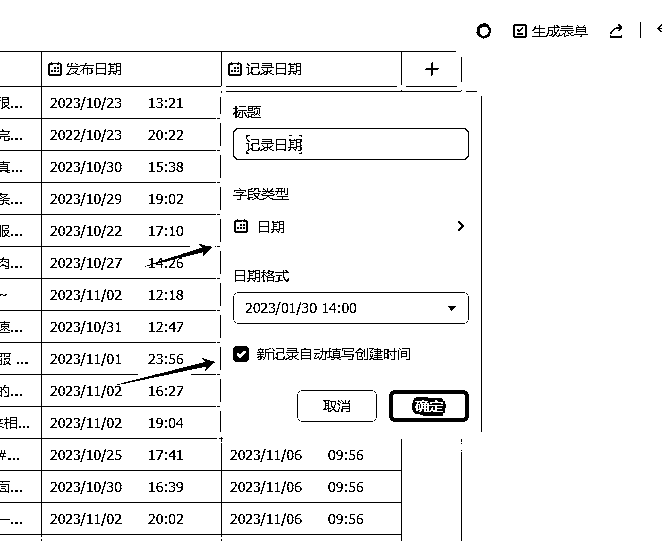 生成表单
发布日期 记录日期 +
很... 2023/10/23 13:21
完... 2022/10/23 20:22
真... 2023/10/30 15:38
条... 2023/10/29 19:02
服... 2023/10/22 17:10
肉... 2023/10/27 14:26
~ 2023/11/02 12:18
速... 2023/10/31 12:47
报 ... 2023/11/01 23:56
的... 2023/11/02 16:27
相... 2023/11/02 19:04
#... 2023/10/25 17:41 2023/11/06 09:56
面... 2023/10/30 16:39 2023/11/06 09:56
一... 2023/11/02 20:02 2023/11/06 09:56
标题
记录日期
字段类型
日期
日期格式
2023/01/30 14:00
新记录自动填写创建时间
取消 确定